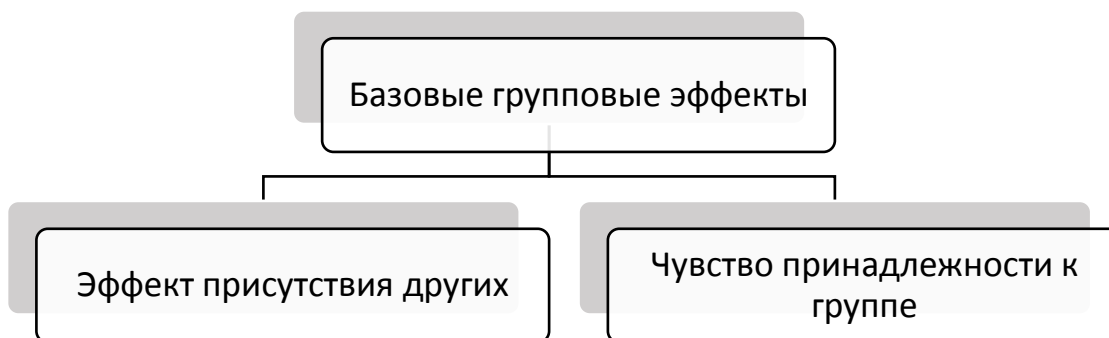 Базовые групповые эффекты
Эффект присутствия других
Чувство принадлежности к
группе